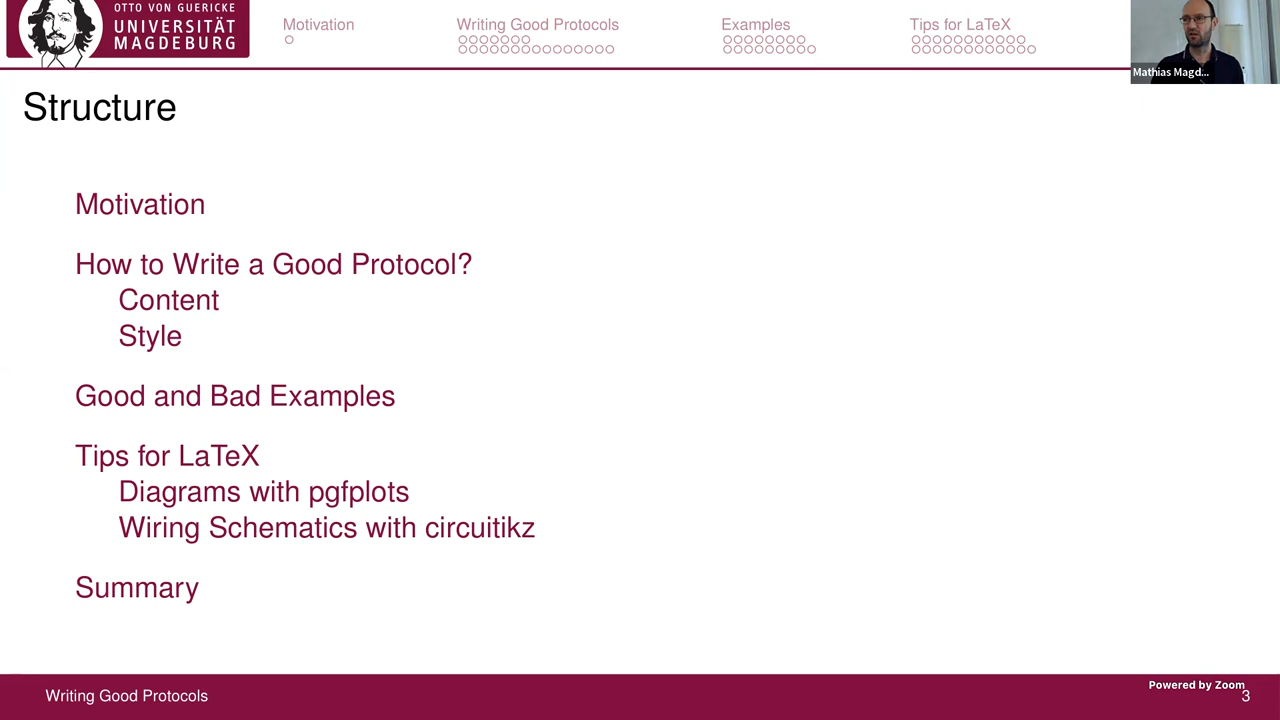 OTTO VON GUERICKE
UNIVERSITÄT
MAGDEBURG
Motivation
Writing Good Protocols
Examples
Tips for LaTeX
Mathias Magd...
Structure
Motivation
How to Write a Good Protocol?
Content
Style
Good and Bad Examples
Tips for LaTeX
Diagrams with pgfplots
Wiring Schematics with circuitikz
Summary
Writing Good Protocols
Powered by Zoom
3